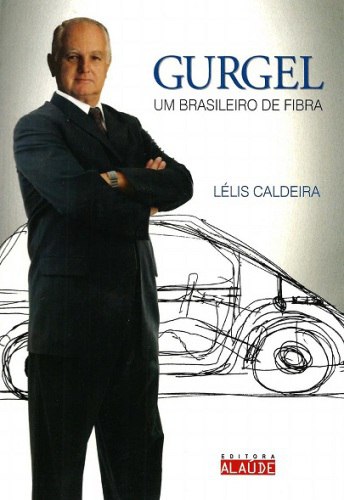 GURGEL
UM BRASILEIRO DE FIBRA
LÉLIS CALDEIRA
EDITORA
ALAÚDE